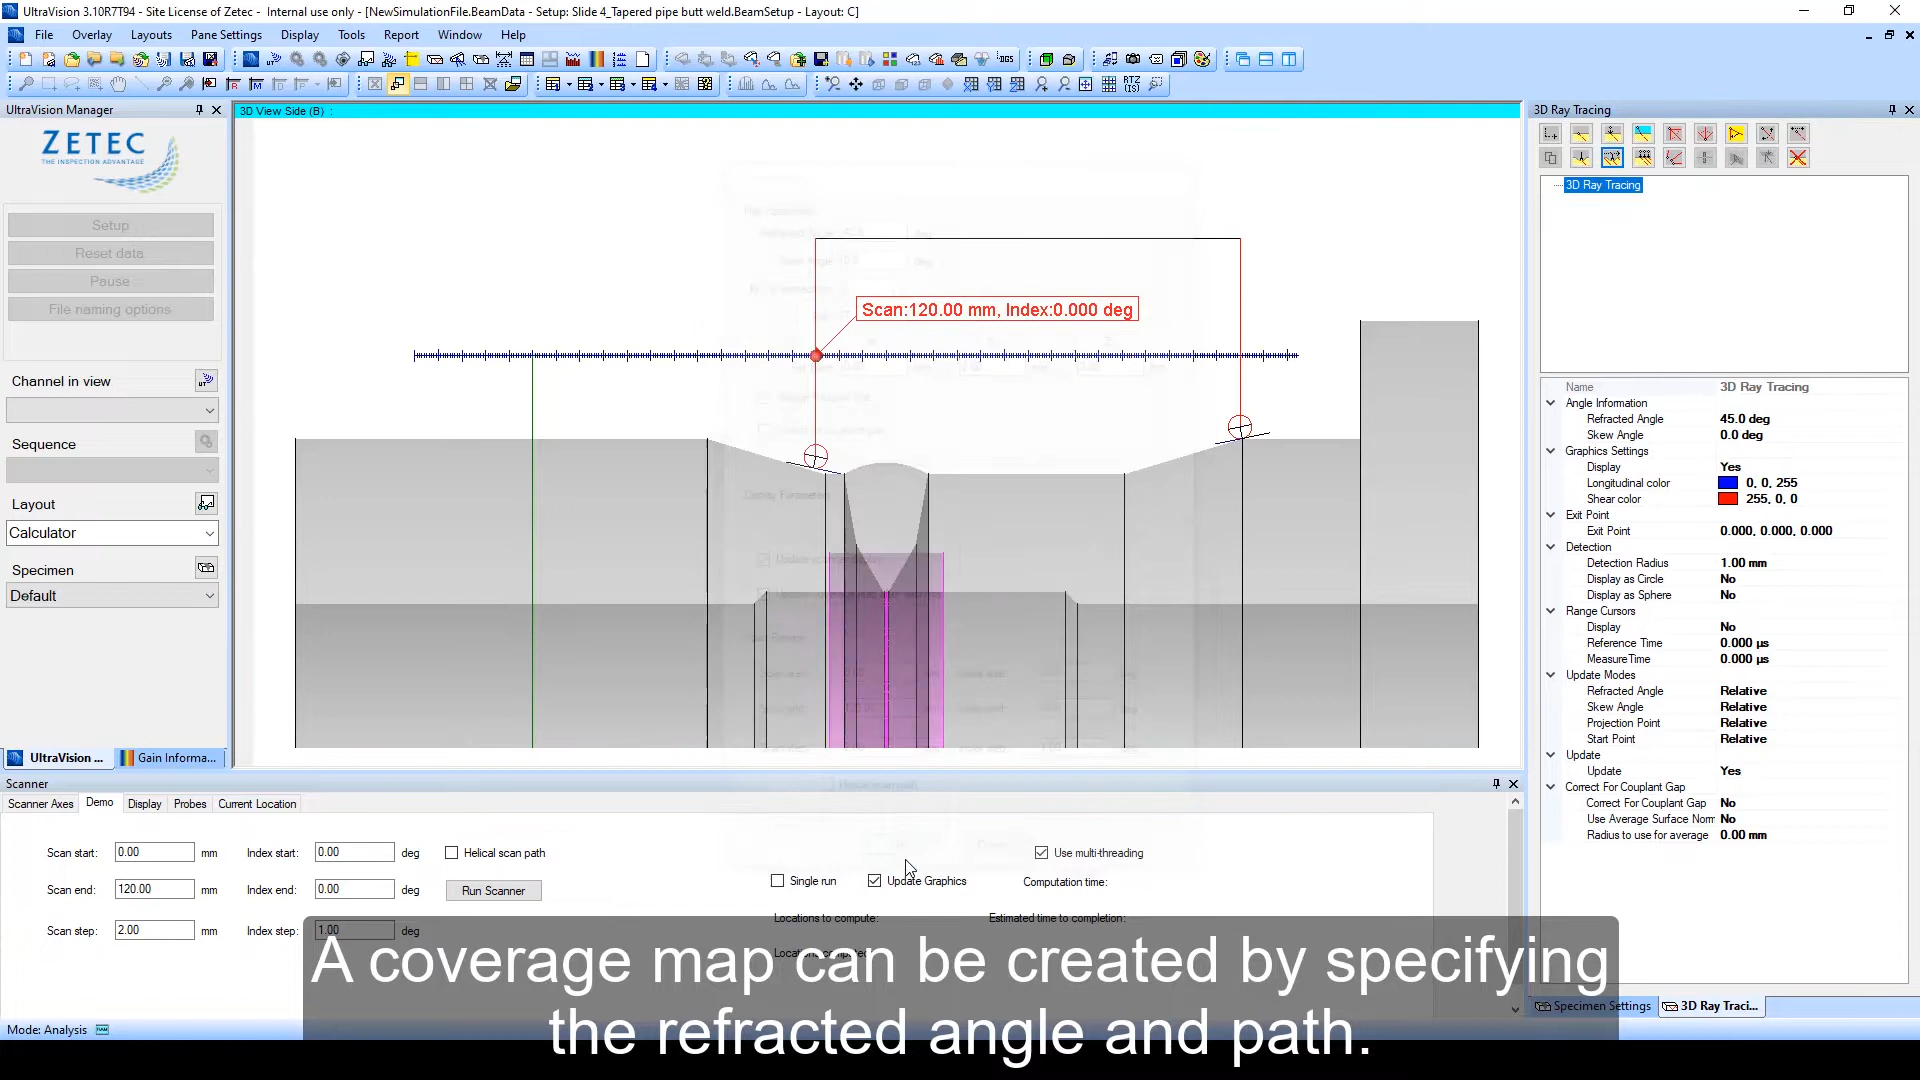 UltraVision 3.10R7T94 - Site License of Zetec - Internal use only - [NewSimulationFile.BeamData - Setup: Slide 4_Tapered pipe butt weld.BeamSetup - Layout: C]
File Overlay Layouts Pane Settings Display Tools Report Window Help
UltraVision Manager
ZETEC
THE INSPECTION ADVANTAGE
Setup
Reset data
Pause
File naming options
Channel in view
Sequence
Layout
Calculator
Specimen
Default
UltraVision ... Gain Informa...
3D View Side (B) :
Scan:120.00 mm, Index:0.000 deg
3D Ray Tracing
3D Ray Tracing
Name 3D Ray Tracing
Angle Information
Refracted Angle 45.0 deg
Skew Angle 0.0 deg
Graphics Settings
Display Yes
Longitudinal color 0, 0, 255
Shear color 255, 0, 0
Exit Point
Exit Point 0.000, 0.000, 0.000
Detection
Detection Radius 1.00 mm
Display as Circle No
Display as Sphere No
Range Cursors
Display No
Reference Time 0.000 µs
MeasureTime 0.000 µs
Update Modes
Refracted Angle Relative
Skew Angle Relative
Projection Point Relative
Start Point Relative
Update
Update Yes
Correct For Couplant Gap
Correct For Couplant Gap No
Use Average Surface Norm No
Radius to use for average 0.00 mm
Specimen Settings 3D Ray Traci...
Scanner
Scanner Axes Demo Display Probes Current Location
Scan start: 0.00 mm Index start: 0.00 deg Helical scan path Use multi-threading
Scan end: 120.00 mm Index end: 0.00 deg Run Scanner Single run Update Graphics Computation time:
Locations to compute: Estimated time to completion:
Scan step: 2.00 mm Index step: 1.00 deg
A coverage map can be created by specifying
the refracted angle and path.
Mode: Analysis